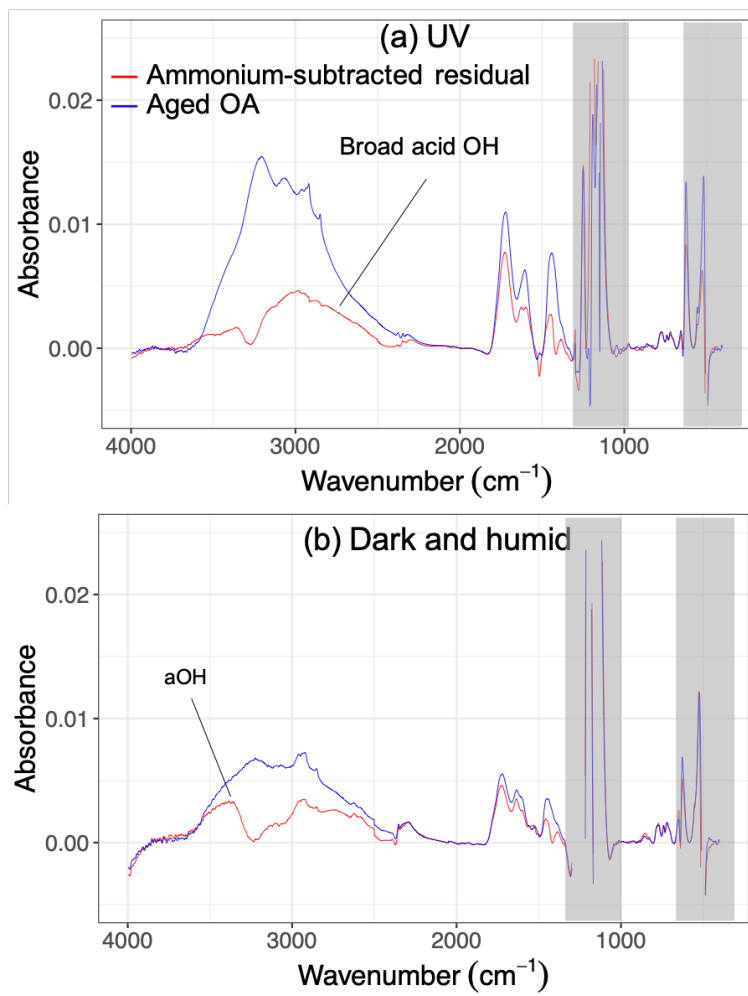 (a) UV
Ammonium-subtracted residual
Aged OA
Broad acid OH
0.02
0.01
0.00
Absorbance
4000 3000 2000 1000
Wavenumber (cm⁻¹)
(b) Dark and humid
aOH
0.02
0.01
0.00
Absorbance
4000 3000 2000 1000
Wavenumber (cm⁻¹)